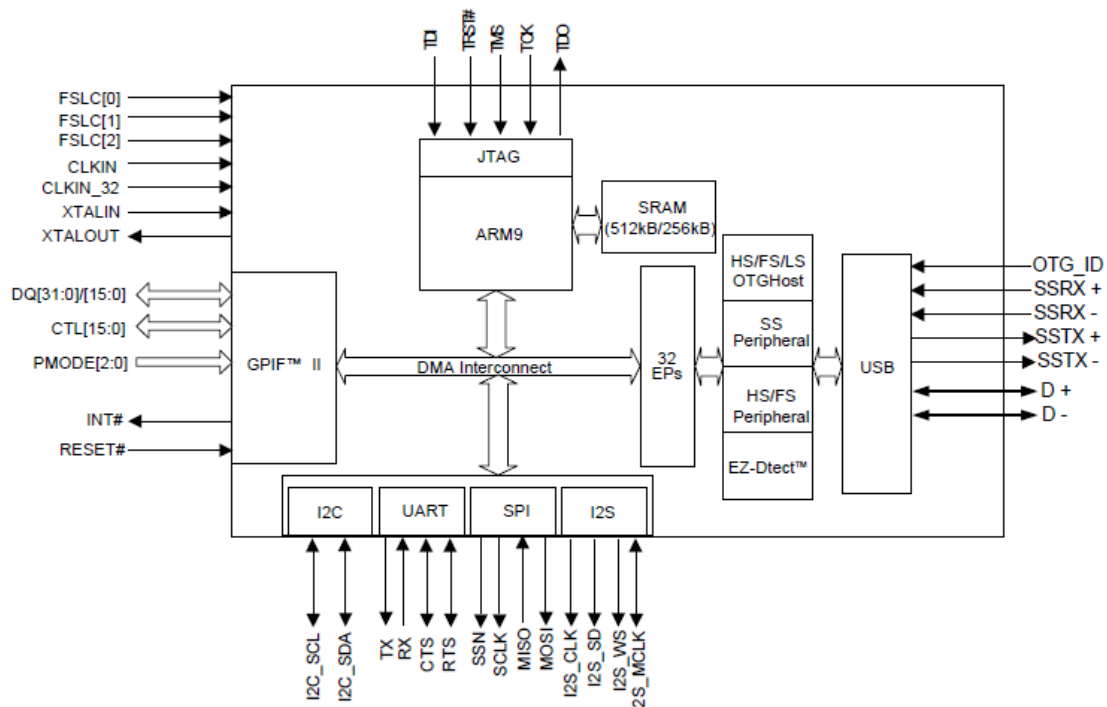 TDI
TRST#
TMS
TCK
TDO
FSLC[0]
FSLC[1]
FSLC[2]
CLKIN
CLKIN_32
XTALIN
XTALOUT
JTAG
ARM9
SRAM
(512kB/256kB)
DQ[31:0]/[15:0]
CTL[15:0]
PMODE[2:0]
INT#
RESET#
GPIF™ II
DMA Interconnect
32
EPs
HS/FS/LS
OTGHost
SS
Peripheral
HS/FS
Peripheral
EZ-Dtect™
USB
OTG_ID
SSRX +
SSRX -
SSTX +
SSTX -
D +
D -
I2C
UART
SPI
I2S
I2C_SCL
I2C_SDA
TX
RX
CTS
RTS
SSN
SCLK
MISO
MOSI
I2S_CLK
I2S_SD
I2S_WS
2S_MCLK